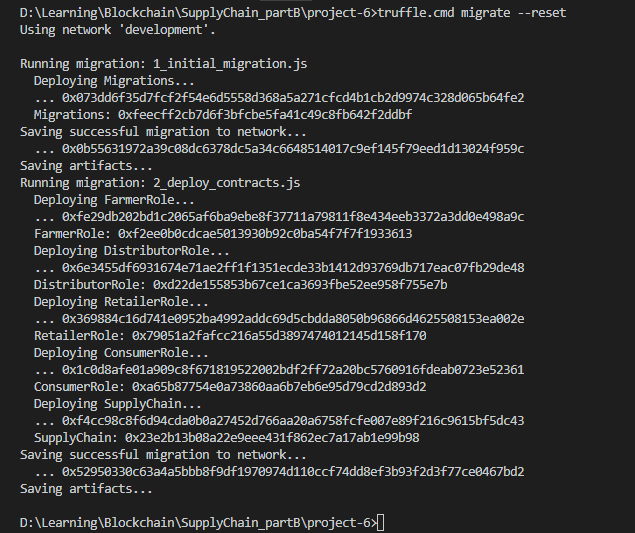 D:\Learning\Blockchain\SupplyChain_partB\project-6>truffle.cmd migrate --reset
Using network 'development'.
Running migration: 1_initial_migration.js
Deploying Migrations...
... 0x073dd6f35d7fcf2f54e6d5558d368a5a271cfcd4b1cb2d9974c328d065b64fe2
Migrations: 0xfeecff2cb7d6f3bfcbe5fa41c49c8fb642f2ddbf
Saving successful migration to network...
... 0x0b55631972a39c08dc6378dc5a34c6648514017c9ef145f79eed1d13024f959c
Saving artifacts...
Running migration: 2_deploy_contracts.js
Deploying FarmerRole...
... 0xfe29db202bd1c2065af6ba9ebe8f37711a79811f8e434eeb3372a3dd0e498a9c
FarmerRole: 0xf2ee0b0cdcae5013930b92c0ba54f7f7f1933613
Deploying DistributorRole...
... 0x6e3455df6931674e71ae2ff1f1351ecde33b1412d93769db717eac07fb29de48
DistributorRole: 0xd22de155853b67ce1ca3693fbe52ee958f755e7b
Deploying RetailerRole...
... 0x369884c16d741e0952ba4992addc69d5cbdda8050b96866d4625508153ea002e
RetailerRole: 0x79051a2fafcc216a55d3897474012145d158f170
Deploying ConsumerRole...
... 0x1c0d8afe01a909c8f671819522002bdf2ff72a20bc5760916fdeab0723e52361
ConsumerRole: 0xa65b87754e0a73860aa6b7eb6e95d79cd2d893d2
Deploying SupplyChain...
... 0xf4cc98c8f6d94cda0b0a27452d766aa20a6758fcfe007e89f216c9615bf5dc43
SupplyChain: 0x23e2b13b08a22e9eee431f862ec7a17ab1e99b98
Saving successful migration to network...
... 0x52950330c63a4a5bbb8f9df1970974d110ccf74dd8ef3b93f2d3f77ce0467bd2
Saving artifacts...
D:\Learning\Blockchain\SupplyChain_partB\project-6>